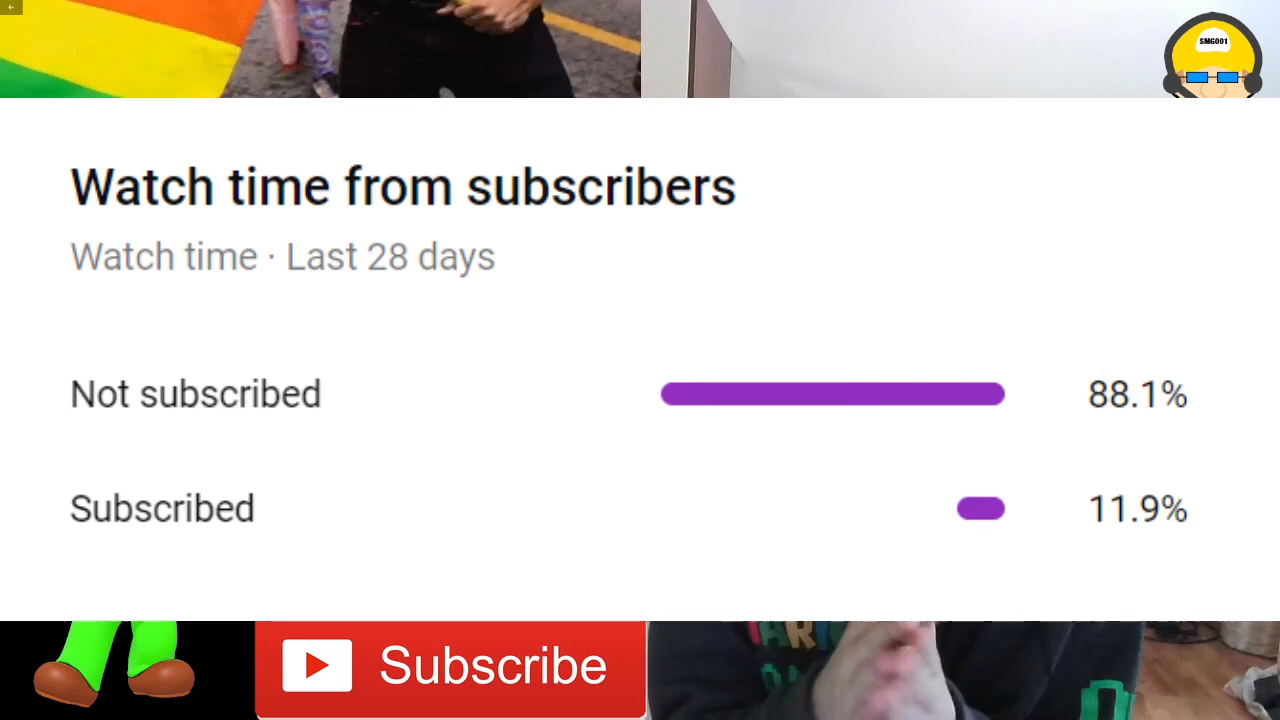 SMG001
Watch time from subscribers
Watch time · Last 28 days
Not subscribed 88.1%
Subscribed 11.9%
Subscribe